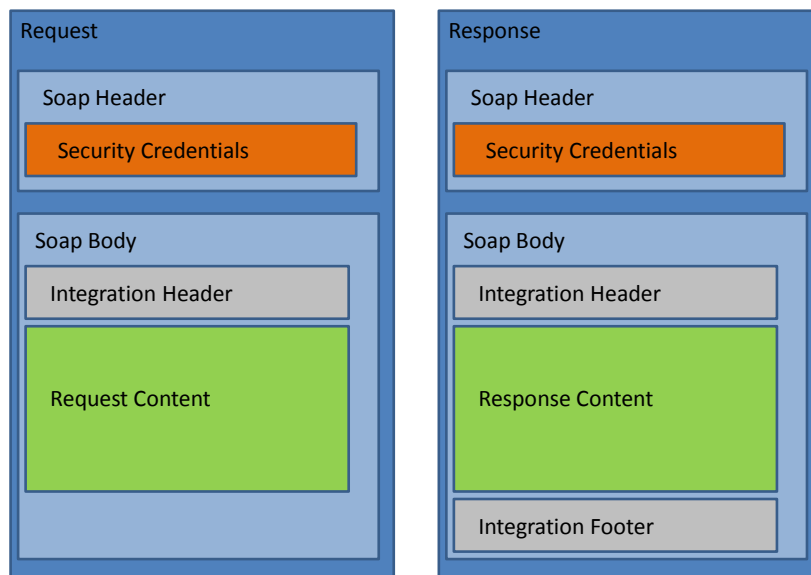 Request
Soap Header
Security Credentials
Soap Body
Integration Header
Request Content
Response
Soap Header
Security Credentials
Soap Body
Integration Header
Response Content
Integration Footer